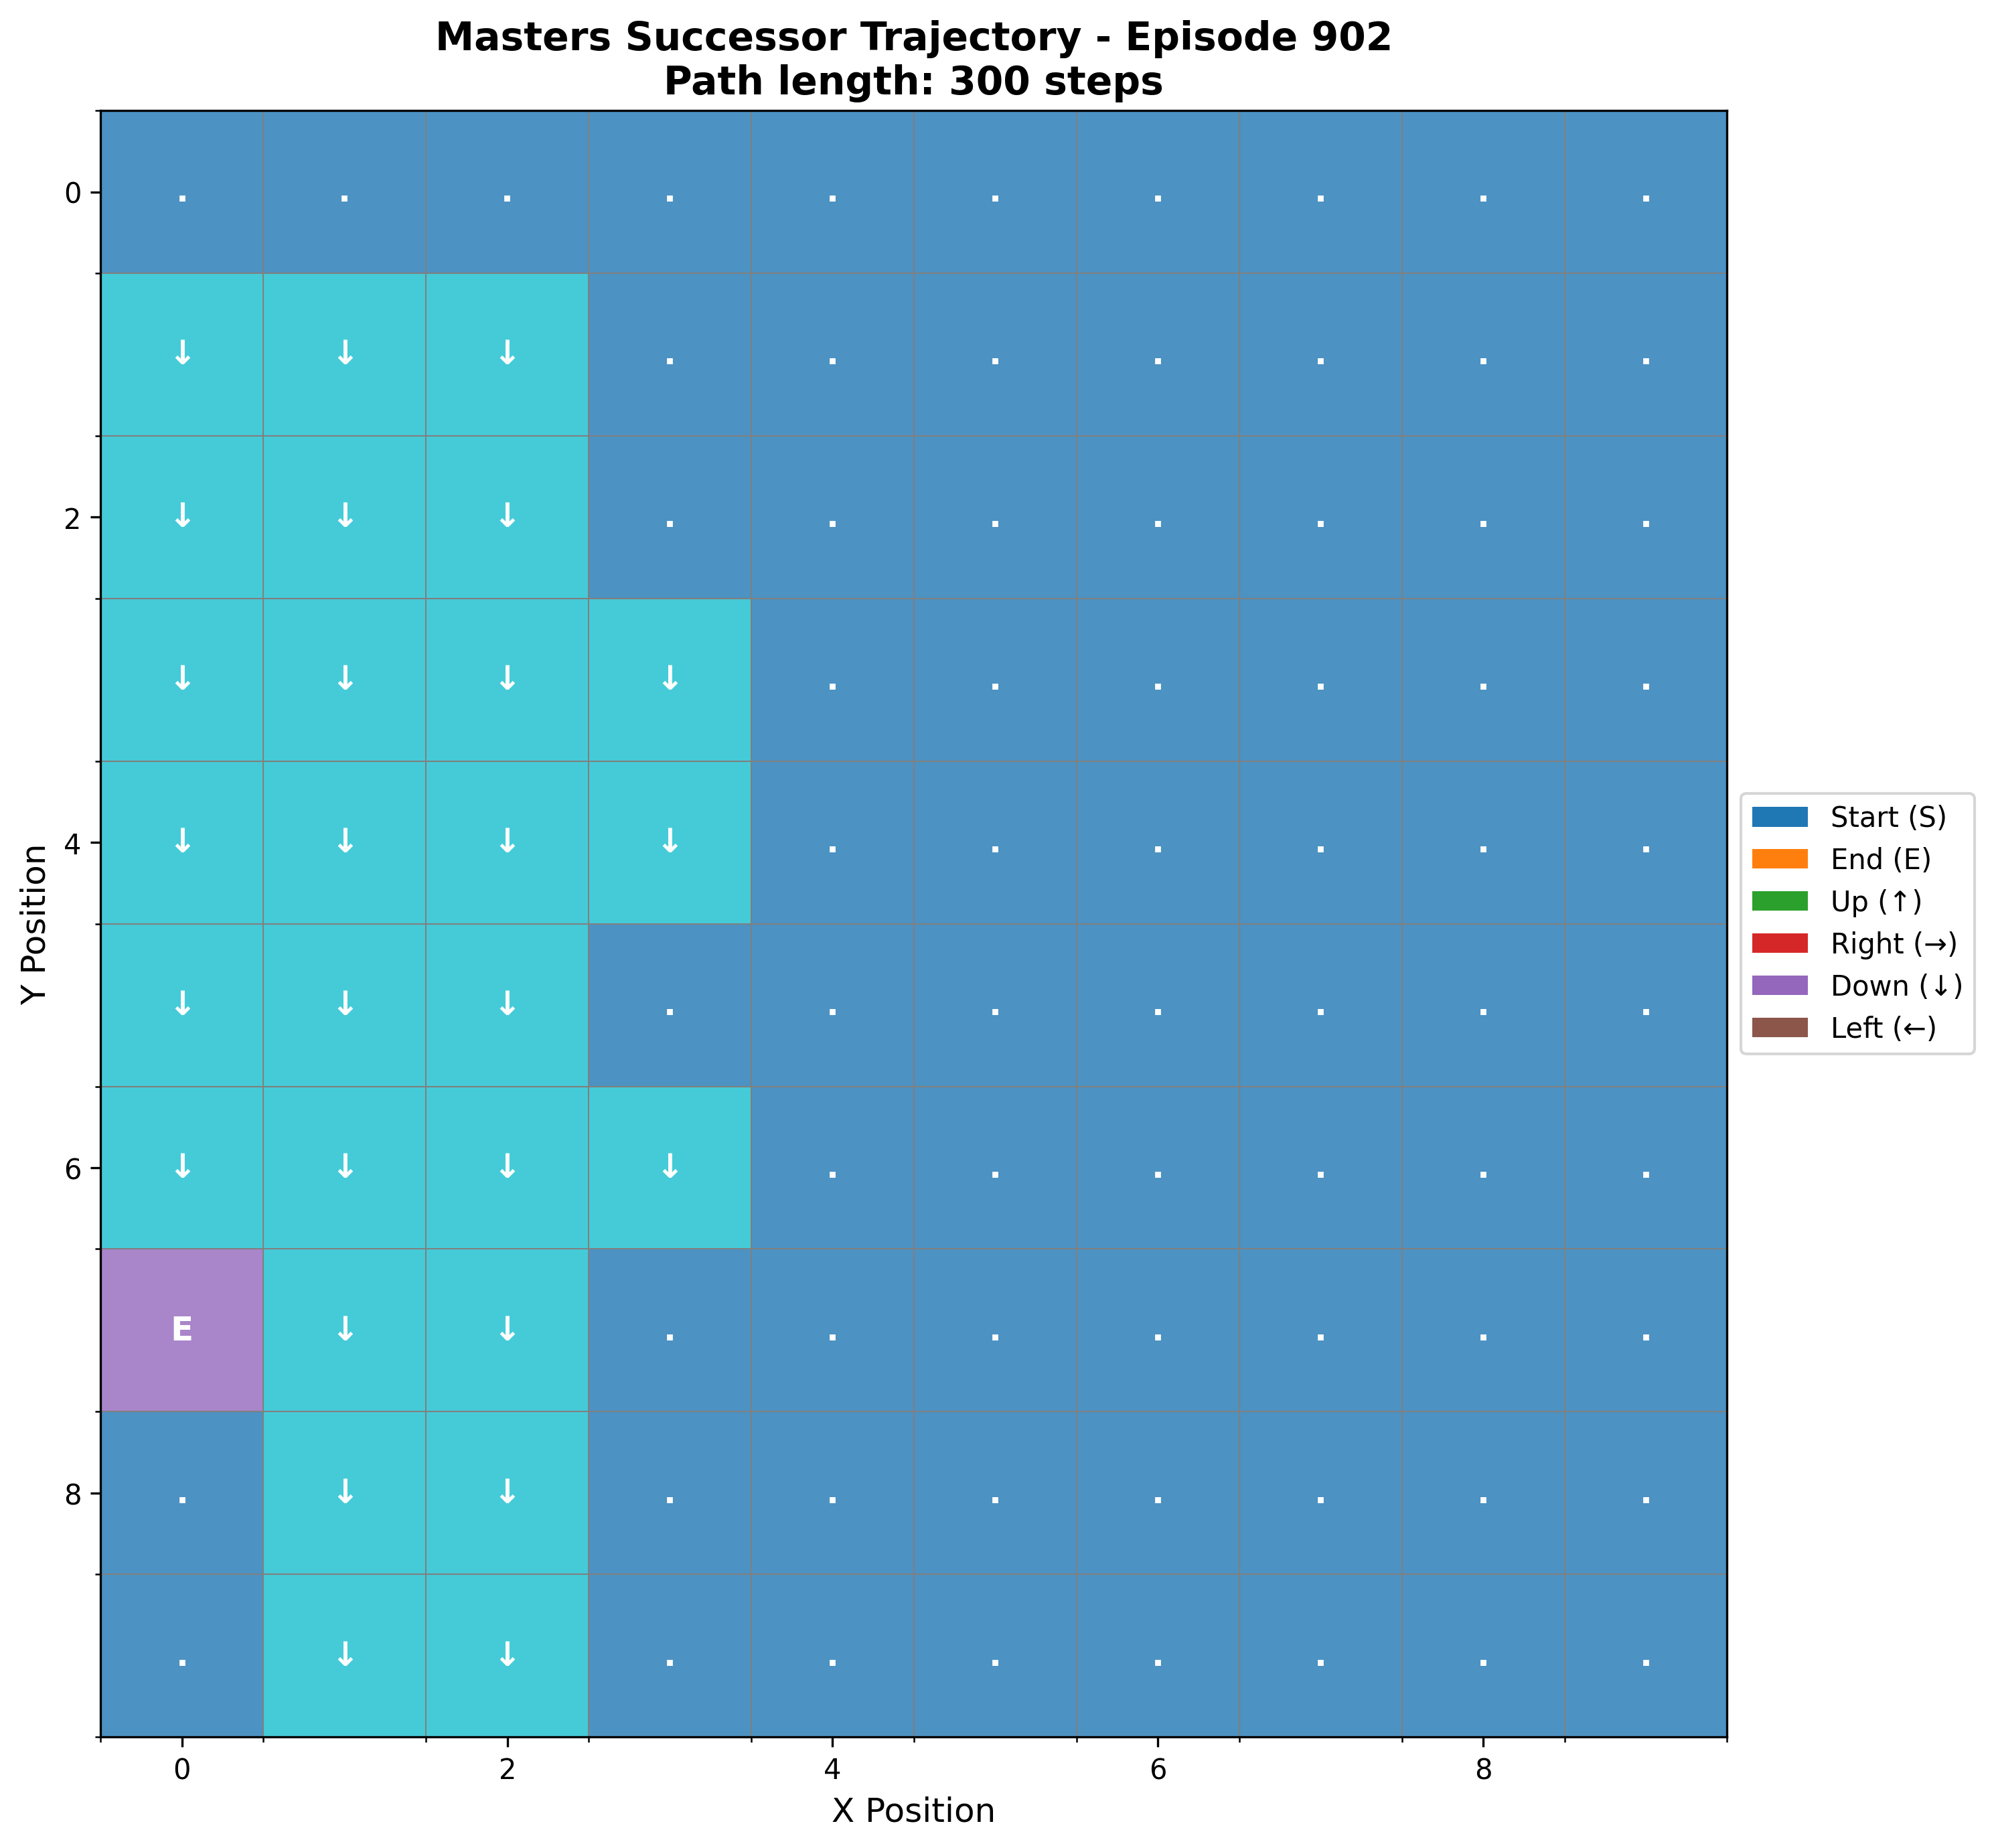 Masters Successor Trajectory - Episode 902
Path length: 300 steps
0 . . . . . . . . . .
↓ ↓ ↓ . . . . . . .
2 ↓ ↓ ↓ . . . . . . .
↓ ↓ ↓ ↓ . . . . . .
4 ↓ ↓ ↓ ↓ . . . . . .
↓ ↓ ↓ . . . . . . .
6 ↓ ↓ ↓ ↓ . . . . . .
E ↓ ↓ . . . . . . .
8 . ↓ ↓ . . . . . . .
. ↓ ↓ . . . . . . .
0 2 4 6 8
X Position
Y Position
Start (S)
End (E)
Up (↑)
Right (→)
Down (↓)
Left (←)